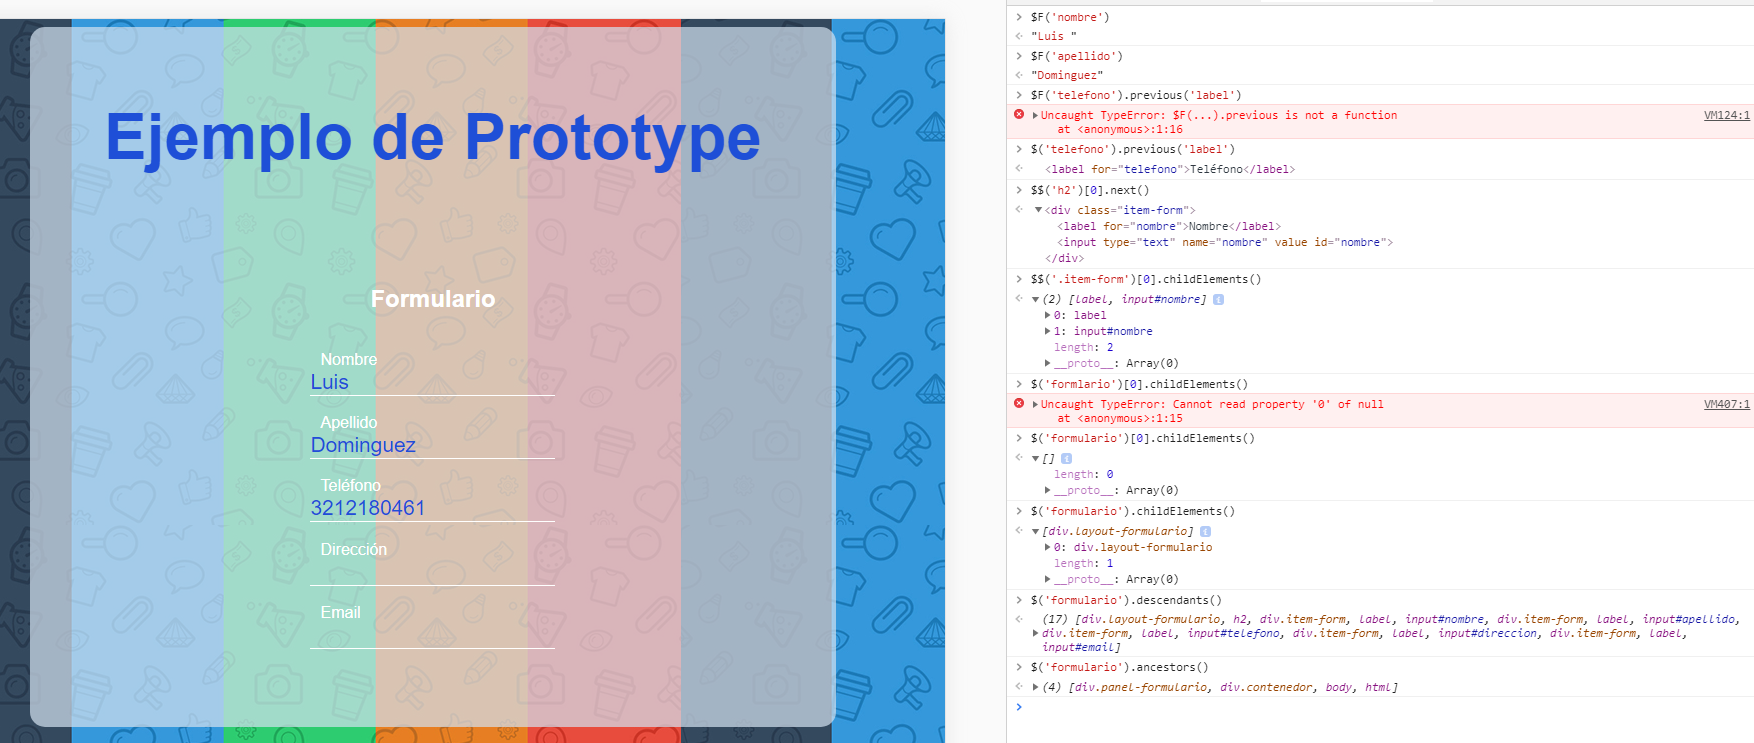 Ejemplo de Prototype
Formulario
Nombre
Luis
Apellido
Dominguez
Teléfono
3212180461
Dirección
Email
$F('nombre')
"Luis "
$F('apellido')
"Dominguez"
$F('telefono').previous('label')
Uncaught TypeError: $F(...).previous is not a function VM124:1
at <anonymous>:1:16
$('telefono').previous('label')
<label for="telefono">Teléfono</label>
$$('h2')[0].next()
<div class="item-form">
<label for="nombre">Nombre</label>
<input type="text" name="nombre" value id="nombre">
</div>
$$('.item-form')[0].childElements()
(2) [label, input#nombre]
0: label
1: input#nombre
length: 2
__proto__: Array(0)
$('formlario')[0].childElements()
Uncaught TypeError: Cannot read property '0' of null VM407:1
at <anonymous>:1:15
$('formulario')[0].childElements()
[]
length: 0
__proto__: Array(0)
$('formulario').childElements()
[div.layout-formulario]
0: div.layout-formulario
length: 1
__proto__: Array(0)
$('formulario').descendants()
(17) [div.layout-formulario, h2, div.item-form, label, input#nombre, div.item-form, label, input#apellido,
div.item-form, label, input#telefono, div.item-form, label, input#direccion, div.item-form, label,
input#email]
$('formulario').ancestors()
(4) [div.panel-formulario, div.contenedor, body, html]